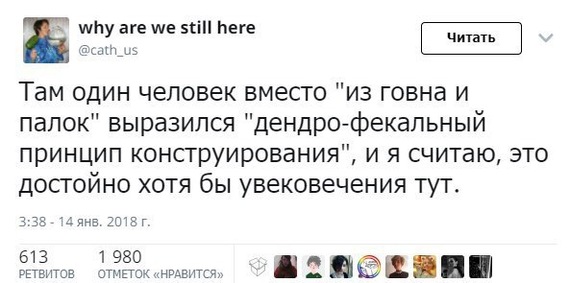 why are we still here
@cath_us
Читать
Там один человек вместо "из говна и
палок" выразился "дендро-фекальный
принцип конструирования", и я считаю, это
достойно хотя бы увековечения тут.
3:38 - 14 янв. 2018 г.
613 1 980
РЕТВИТОВ ОТМЕТОК «НРАВИТСЯ»